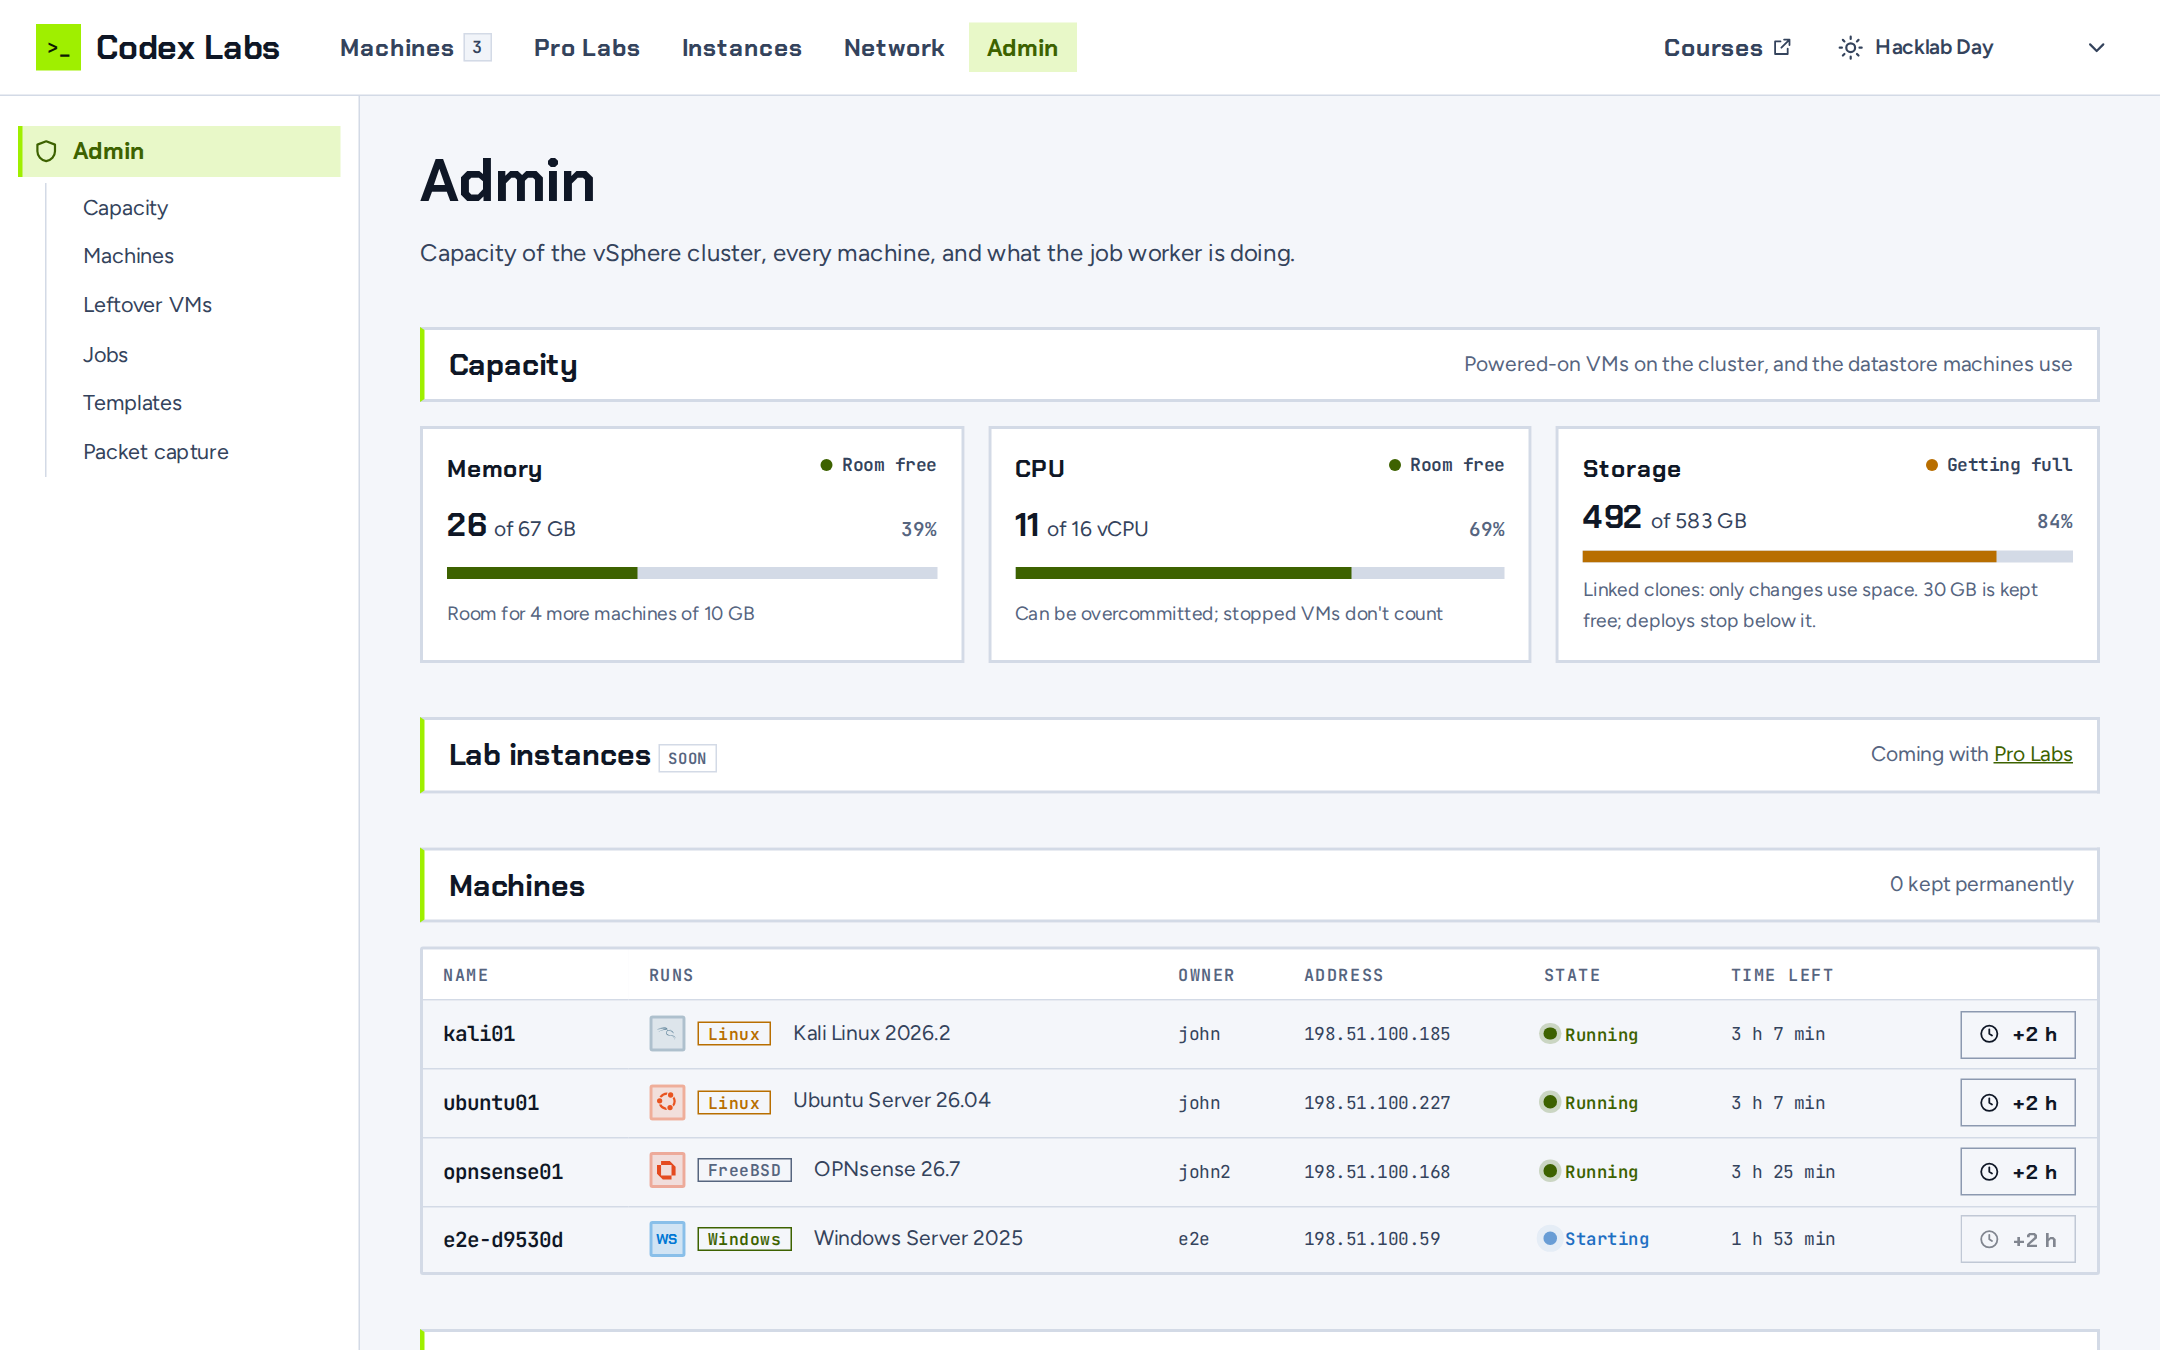 >_ Codex Labs Machines 3 Pro Labs Instances Network Admin Courses Hacklab Day
Admin
Capacity
Machines
Leftover VMs
Jobs
Templates
Packet capture
Admin
Capacity of the vSphere cluster, every machine, and what the job worker is doing.
Capacity Powered-on VMs on the cluster, and the datastore machines use
Memory Room free
26 of 67 GB 39%
Room for 4 more machines of 10 GB
CPU Room free
11 of 16 vCPU 69%
Can be overcommitted; stopped VMs don't count
Storage Getting full
492 of 583 GB 84%
Linked clones: only changes use space. 30 GB is kept
free; deploys stop below it.
Lab instances SOON Coming with Pro Labs
Machines 0 kept permanently
NAME RUNS OWNER ADDRESS STATE TIME LEFT
kali01 Linux Kali Linux 2026.2 john 198.51.100.185 Running 3 h 7 min +2 h
ubuntu01 Linux Ubuntu Server 26.04 john 198.51.100.227 Running 3 h 7 min +2 h
opnsense01 FreeBSD OPNsense 26.7 john2 198.51.100.168 Running 3 h 25 min +2 h
e2e-d9530d WS Windows Windows Server 2025 e2e 198.51.100.59 Starting 1 h 53 min +2 h